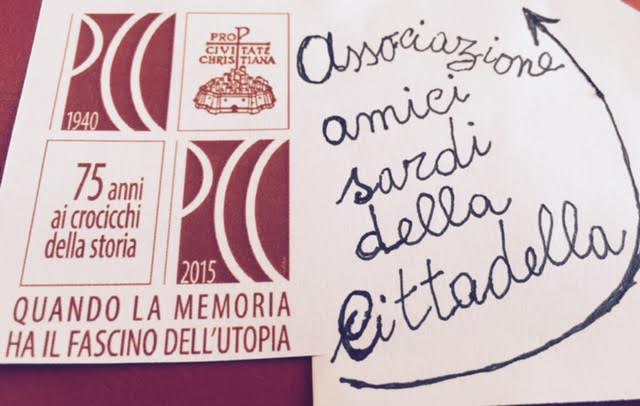 PCC
1940
PRO
CIVITATE
CHRISTIANA
75 anni
ai crocicchi
della storia
PCC
2015
QUANDO LA MEMORIA
HA IL FASCINO DELL'UTOPIA
associazione
amici
sardi
della
Cittadella